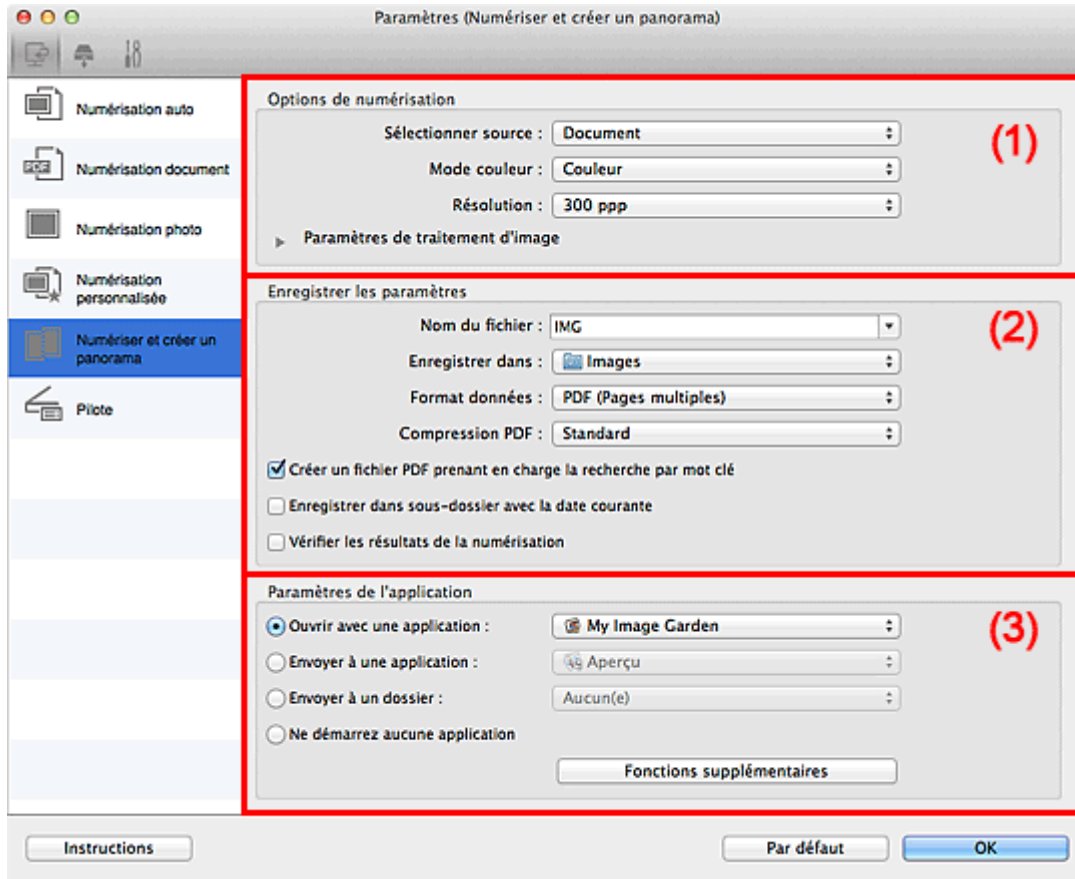 Paramètres (Numériser et créer un panorama)
Numérisation auto
Numérisation document
Numérisation photo
Numérisation
personnalisée
Numériser et créer un
panorama
Pilote
Options de numérisation
(1)
Sélectionner source : Document
Mode couleur : Couleur
Résolution : 300 ppp
Paramètres de traitement d'image
Enregistrer les paramètres
(2)
Nom du fichier : IMG
Enregistrer dans : Images
Format données : PDF (Pages multiples)
Compression PDF : Standard
Créer un fichier PDF prenant en charge la recherche par mot clé
Enregistrer dans sous-dossier avec la date courante
Vérifier les résultats de la numérisation
Paramètres de l'application
(3)
Ouvrir avec une application : My Image Garden
Envoyer à une application : Aperçu
Envoyer à un dossier : Aucun(e)
Ne démarrez aucune application
Fonctions supplémentaires
Instructions
Par défaut
OK